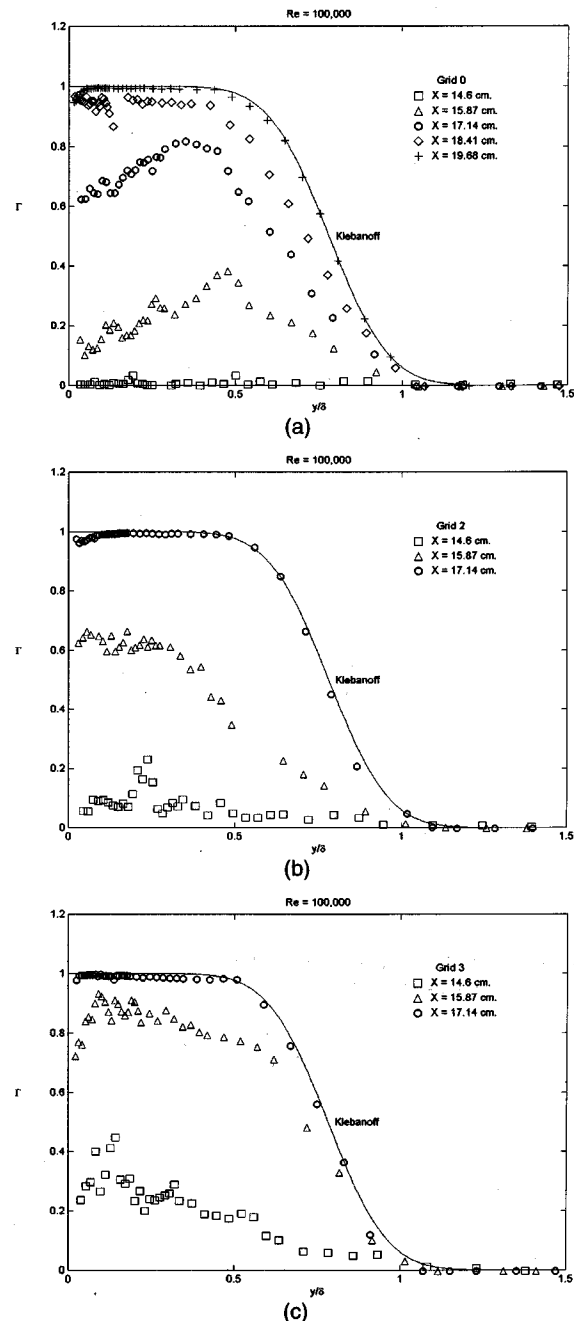 Re = 100,000
1.2
1
0.8
0.6
0.4
0.2
0
Γ
Grid 0
X = 14.6 cm.
X = 15.87 cm.
X = 17.14 cm.
X = 18.41 cm.
X = 19.68 cm.
Klebanoff
0
0.5
1
1.5
y/δ
(a)
Re = 100,000
1.2
1
0.8
0.6
0.4
0.2
0
Γ
Grid 2
X = 14.6 cm.
X = 15.87 cm.
X = 17.14 cm.
Klebanoff
0
0.5
1
1.5
y/δ
(b)
Re = 100,000
1.2
1
0.8
0.6
0.4
0.2
0
Γ
Grid 3
X = 14.6 cm.
X = 15.87 cm.
X = 17.14 cm.
Klebanoff
0
0.5
1
1.5
y/δ
(c)